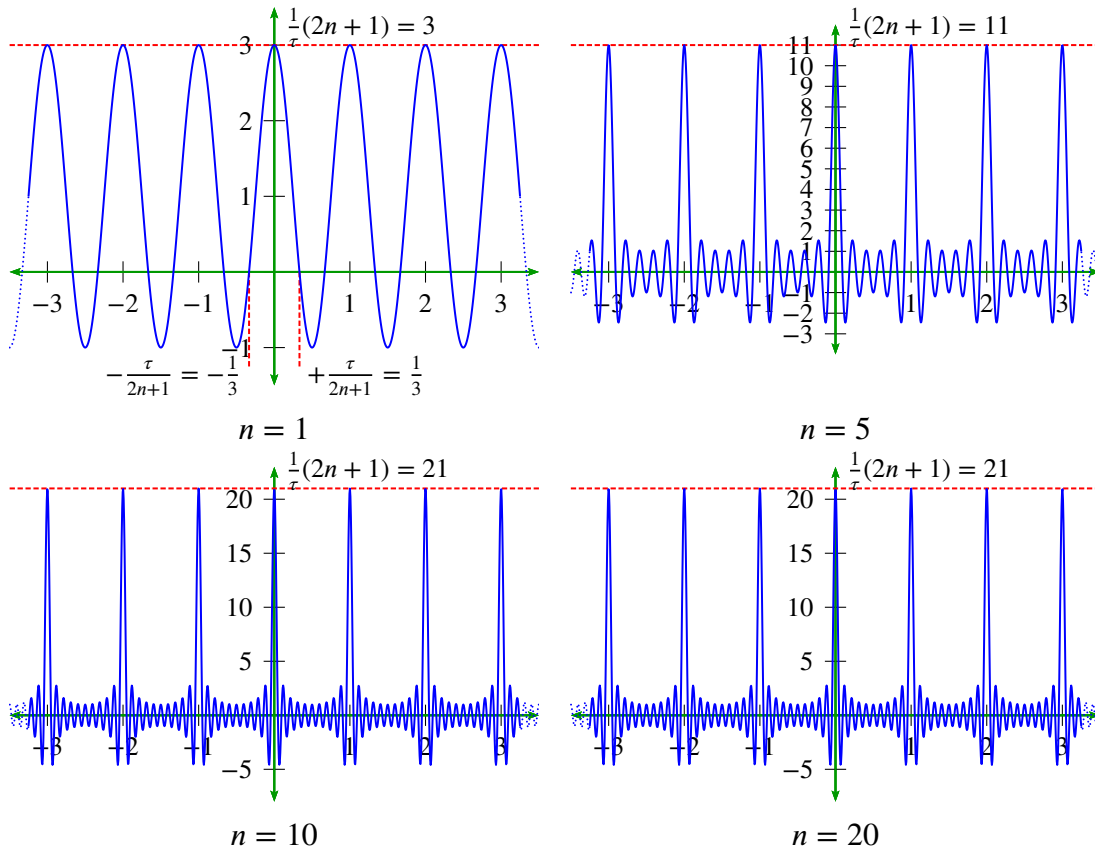 1/τ(2n + 1) = 3
3
2
1
−1
−3 −2 −1 1 2 3
−τ/2n+1 = −1/3 +τ/2n+1 = 1/3
n = 1
1/τ(2n + 1) = 11
11
10
9
8
7
6
5
4
3
2
1
−1
−2
−3
−3 −2 −1 1 2 3
n = 5
1/τ(2n + 1) = 21
20
15
10
5
−5
−3 −2 −1 1 2 3
n = 10
1/τ(2n + 1) = 21
20
15
10
5
−5
−3 −2 −1 1 2 3
n = 20